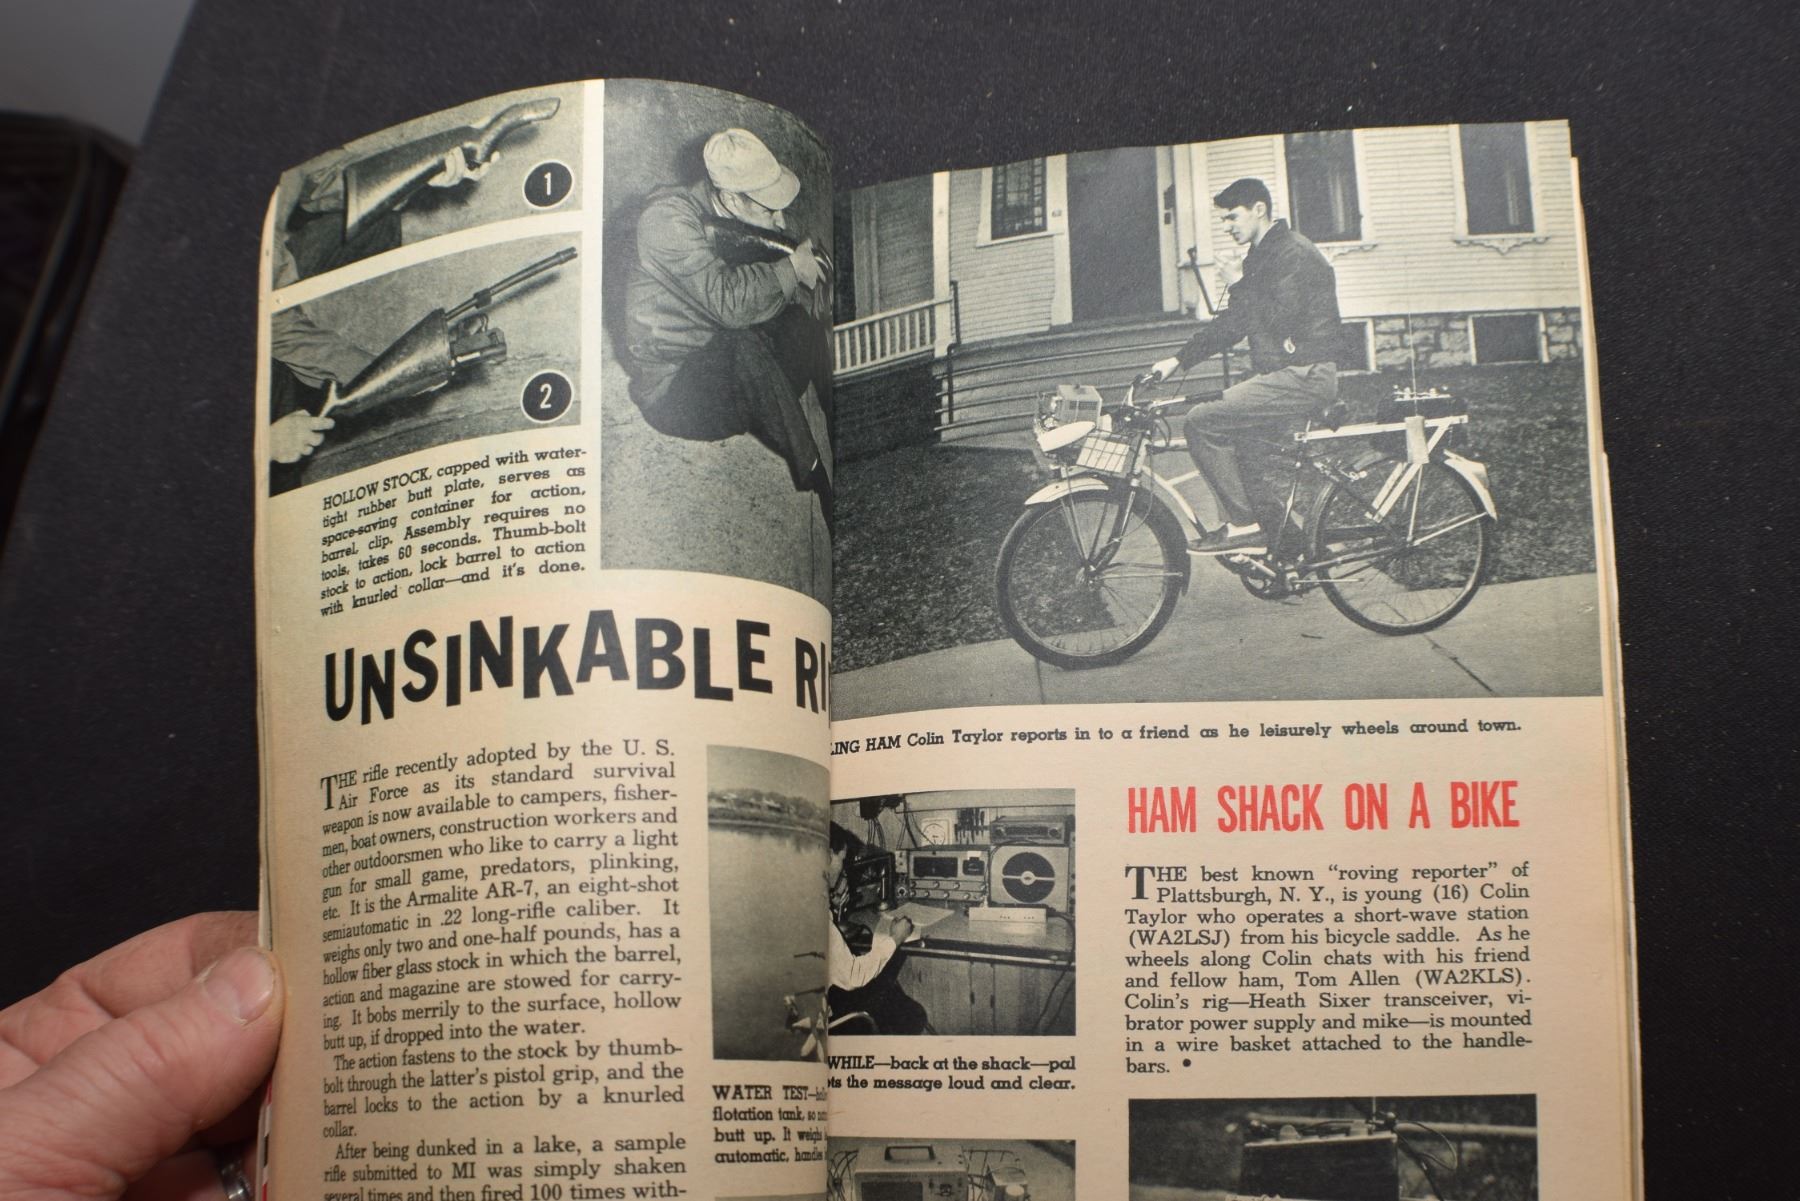 1
2
HOLLOW STOCK, capped with water-
tight rubber butt plate, serves as
space-saving container for action,
barrel, clip. Assembly requires no
tools, takes 60 seconds. Thumb-bolt
stock to action, lock barrel to action
with knurled collar—and it's done.
UNSINKABLE RI
THE rifle recently adopted by the U. S.
Air Force as its standard survival
weapon is now available to campers, fisher-
men, boat owners, construction workers and
other outdoorsmen who like to carry a light
gun for small game, predators, plinking,
etc. It is the Armalite AR-7, an eight-shot
semiautomatic in .22 long-rifle caliber. It
weighs only two and one-half pounds, has a
hollow fiber glass stock in which the barrel,
action and magazine are stowed for carry-
ing. It bobs merrily to the surface, hollow
butt up, if dropped into the water.
The action fastens to the stock by thumb-
bolt through the latter's pistol grip, and the
barrel locks to the action by a knurled
collar.
After being dunked in a lake, a sample
rifle submitted to MI was simply shaken
several times and then fired 100 times with-
WATER TEST—
flotation tank, so
butt up. It weighs
automatic, handles
LING HAM Colin Taylor reports in to a friend as he leisurely wheels around town.
WHILE—back at the shack—pal
ts the message loud and clear.
HAM SHACK ON A BIKE
THE best known "roving reporter" of
Plattsburgh, N. Y., is young (16) Colin
Taylor who operates a short-wave station
(WA2LSJ) from his bicycle saddle. As he
wheels along Colin chats with his friend
and fellow ham, Tom Allen (WA2KLS).
Colin's rig—Heath Sixer transceiver, vi-
brator power supply and mike—is mounted
in a wire basket attached to the handle-
bars. •